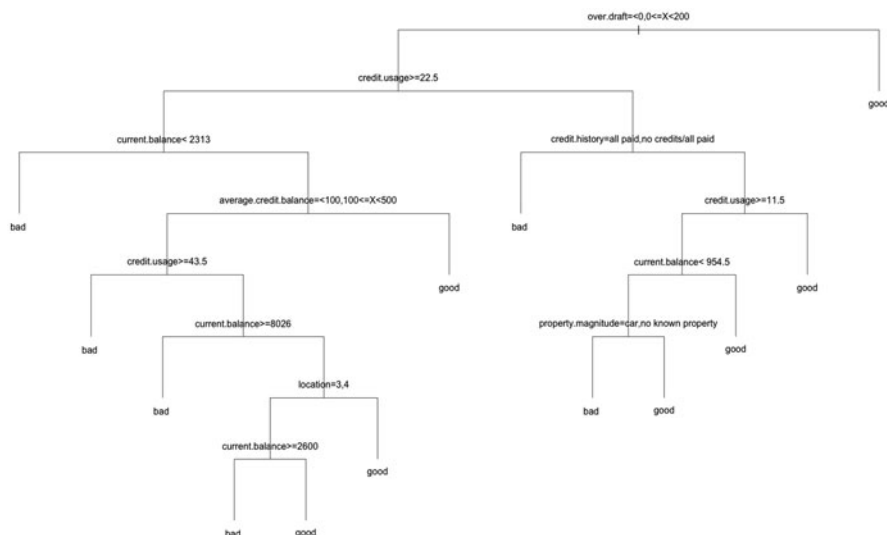 over.draft=<0,0<=X<200
credit.usage>=22.5
good
current.balance< 2313
credit.history=all paid,no credits/all paid
bad
average.credit.balance=<100,100<=X<500
bad
credit.usage>=11.5
credit.usage>=43.5
good
current.balance< 954.5
good
bad
current.balance>=8026
property.magnitude=car,no known property
good
bad
location=3,4
bad
good
current.balance>=2600
good
bad
good